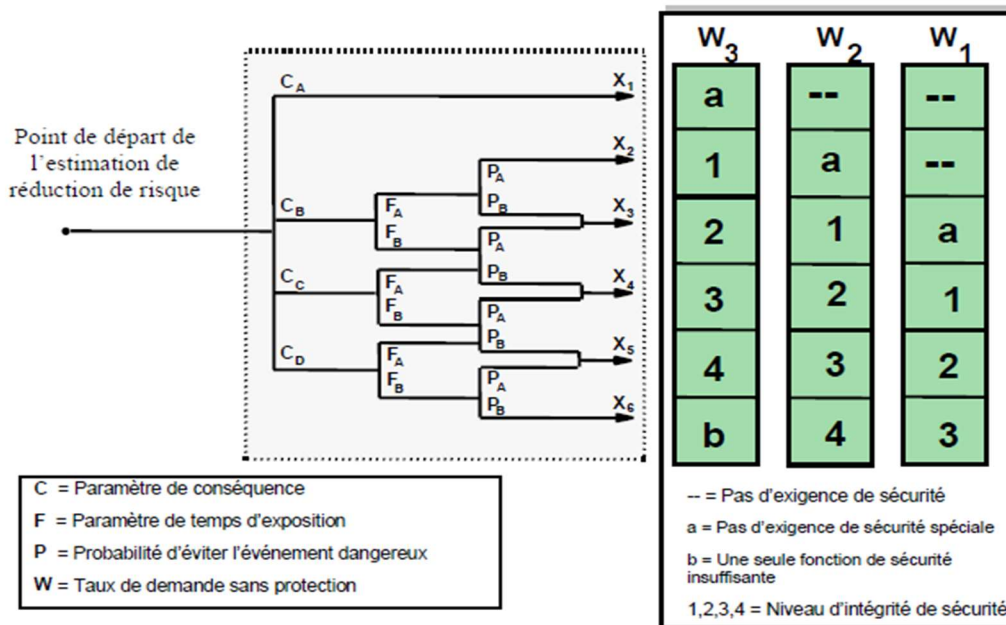 Point de départ de
l'estimation de
réduction de risque
C_A
X_1
X_2
P_A
C_B
F_A
P_B
X_3
F_B
P_A
C_C
F_A
P_B
X_4
F_B
P_A
C_D
F_A
P_B
X_5
F_B
P_A
P_B
X_6
W_3 W_2 W_1
a -- --
1 a --
2 1 a
3 2 1
4 3 2
b 4 3
C = Paramètre de conséquence
F = Paramètre de temps d'exposition
P = Probabilité d'éviter l'événement dangereux
W = Taux de demande sans protection
-- = Pas d'exigence de sécurité
a = Pas d'exigence de sécurité spéciale
b = Une seule fonction de sécurité
insuffisante
1,2,3,4 = Niveau d'intégrité de sécurité